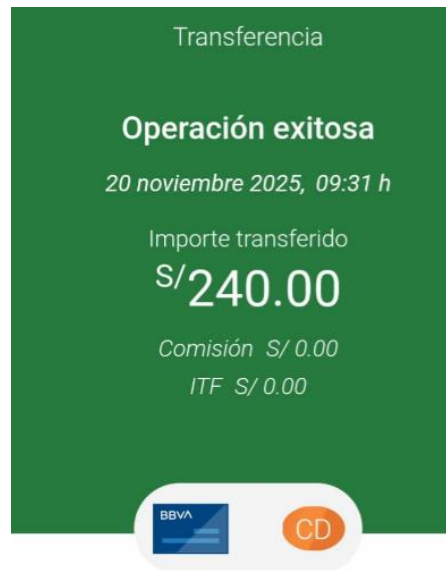 Transferencia
Operación exitosa
20 noviembre 2025, 09:31 h
Importe transferido
S/240.00
Comisión S/ 0.00
ITF S/ 0.00
BBVA
CD